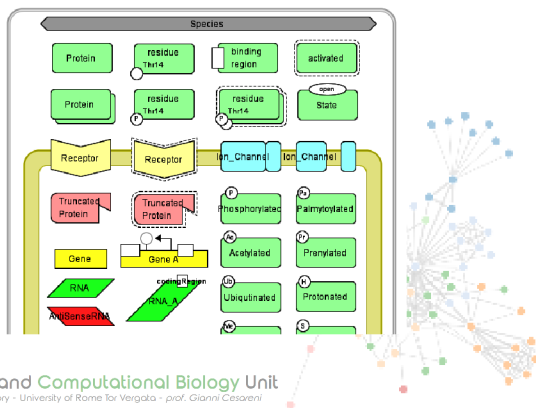 Species
Protein
residue
Thr14
binding
region
activated
Protein
residue
Thr14
P
residue
Thr14
P
open
State
Receptor
Receptor
Ion_Channel
Ion_Channel
Truncated
Protein
Truncated
Protein
P
Phosphorylated
Pa
Palmytoylated
Ac
Acetylated
Pr
Prenylated
Gene
Gene A
codingRegion
RNA
RNA_A
Ub
Ubiquitinated
H
Protonated
AntiSenseRNA
Me
S
and Computational Biology Unit
ry - University of Rome Tor Vergata - prof. Gianni Cesareni